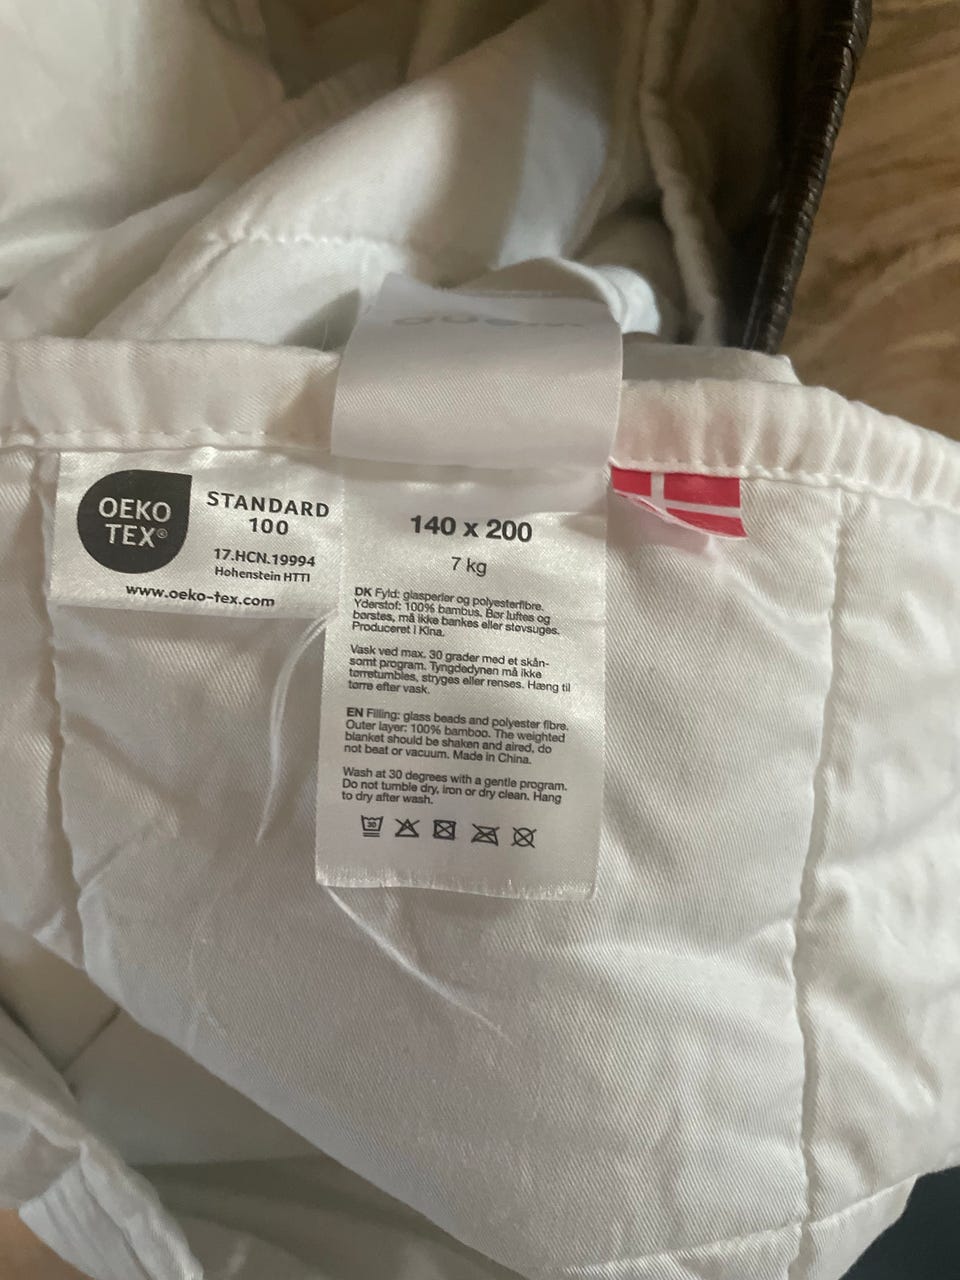 OEKO
TEX®
STANDARD
100
17.HCN.19994
Hohenstein HTTI
www.oeko-tex.com
140 x 200
7 kg
DK Fyld: glasperler og polyesterfibre.
Yderstof: 100% bambus. Bør luftes og
børstes, må ikke bankes eller støvsuges.
Produceret i Kina.
Vask ved max. 30 grader med et skån-
somt program. Tyngdedynen må ikke
tørretumbles, stryges eller renses. Hæng til
tørre efter vask.
EN Filling: glass beads and polyester fibre.
Outer layer: 100% bamboo. The weighted
blanket should be shaken and aired, do
not beat or vacuum. Made in China.
Wash at 30 degrees with a gentle program.
Do not tumble dry, iron or dry clean. Hang
to dry after wash.
30